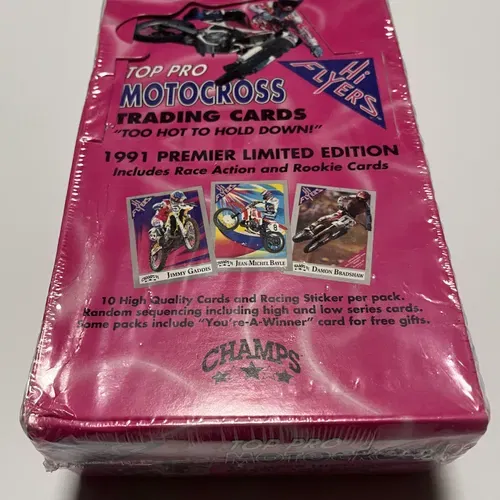 TOP PRO
MOTOCROSS
TRADING CARDS
"TOO HOT TO HOLD DOWN!"
Hi
FLYERS
1991 PREMIER LIMITED EDITION
Includes Race Action and Rookie Cards
JIMMY GADOIS
JEAN-MICHEL BAYLE
DAMON BRADSHAW
10 High Quality Cards and Racing Sticker per pack.
Random sequencing including high and low series cards.
Some packs include "You're-A-Winner" card for free gifts.
CHAMPS
TOP PRO
MOTOCROSS